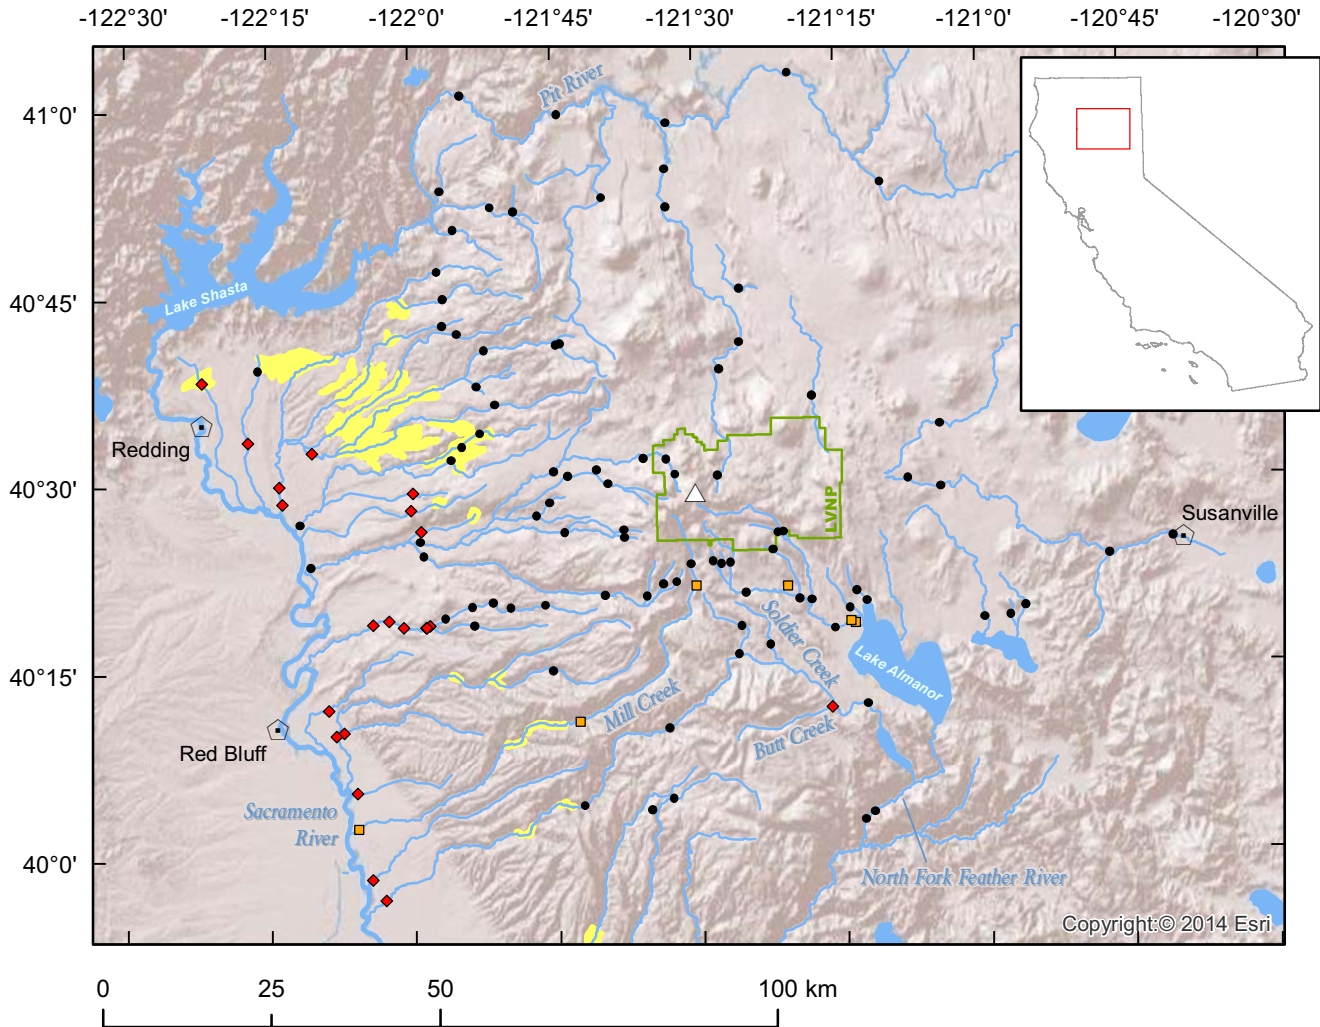 -122°30' -122°15' -122°0' -121°45' -121°30' -121°15' -121°0' -120°45' -120°30'
41°0'
40°45'
40°30'
40°15'
40°0'
Pit River
Lake Shasta
Redding
LVNP
Susanville
Soldier Creek
Lake Almanor
Mill Creek
Butt Creek
Red Bluff
Sacramento
River
North Fork Feather River
Copyright:© 2014 Esri
0 25 50 100 km